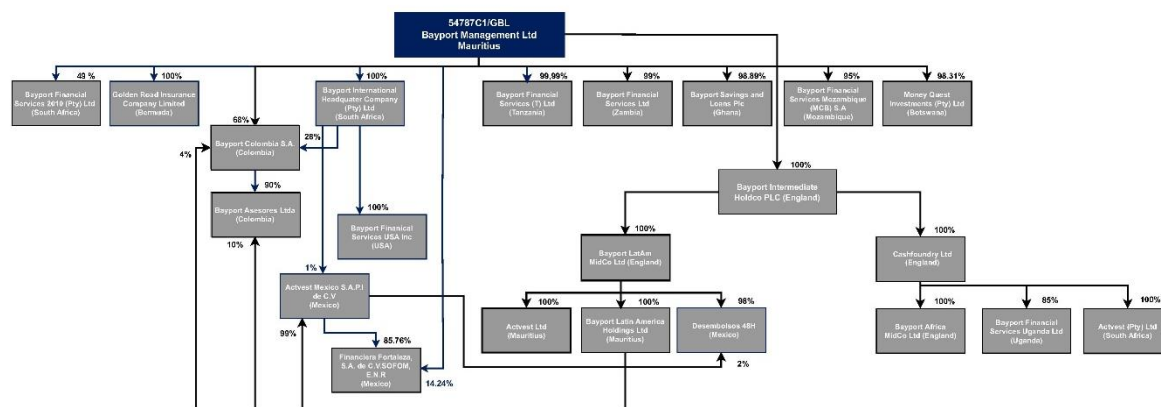 54787C1/GBL
Bayport Management Ltd
Mauritius
49 %
100%
100%
99,99%
99%
98.89%
95%
98.31%
Bayport Financial
Services 2010 (Pty) Ltd
(South Africa)
Golden Road Insurance
Company Limited
(Bermuda)
Bayport International
Headquater Company
(Pty) Ltd
(South Africa)
Bayport Financial
Services (T) Ltd
(Tanzania)
Bayport Financial
Services Ltd
(Zambia)
Bayport Savings and
Loans Plc
(Ghana)
Bayport Financial
Services Mozambique
(MCB) S.A
(Mozambique)
Money Quest
Investments (Pty) Ltd
(Botswana)
68%
28%
4%
Bayport Colombia S.A.
(Colombia)
90%
Bayport Asesores Ltda
(Colombia)
10%
100%
Bayport Finanical
Services USA Inc
(USA)
100%
Bayport Intermediate
Holdco PLC (England)
100%
Bayport LatAm
MidCo Ltd (England)
100%
Cashfoundry Ltd
(England)
1%
Actvest Mexico S.A.P.I
de C.V
(Mexico)
99%
85.76%
Financiera Fortaleza,
S.A. de C.V.SOFOM,
E.N.R
(Mexico)
14.24%
100%
Actvest Ltd
(Mauritius)
100%
Bayport Latin America
Holdings Ltd
(Mauritius)
98%
Desembolsos 48H
(Mexico)
2%
100%
Bayport Africa
MidCo Ltd (England)
85%
Bayport Financial
Services Uganda Ltd
(Uganda)
100%
Actvest (Pty) Ltd
(South Africa)